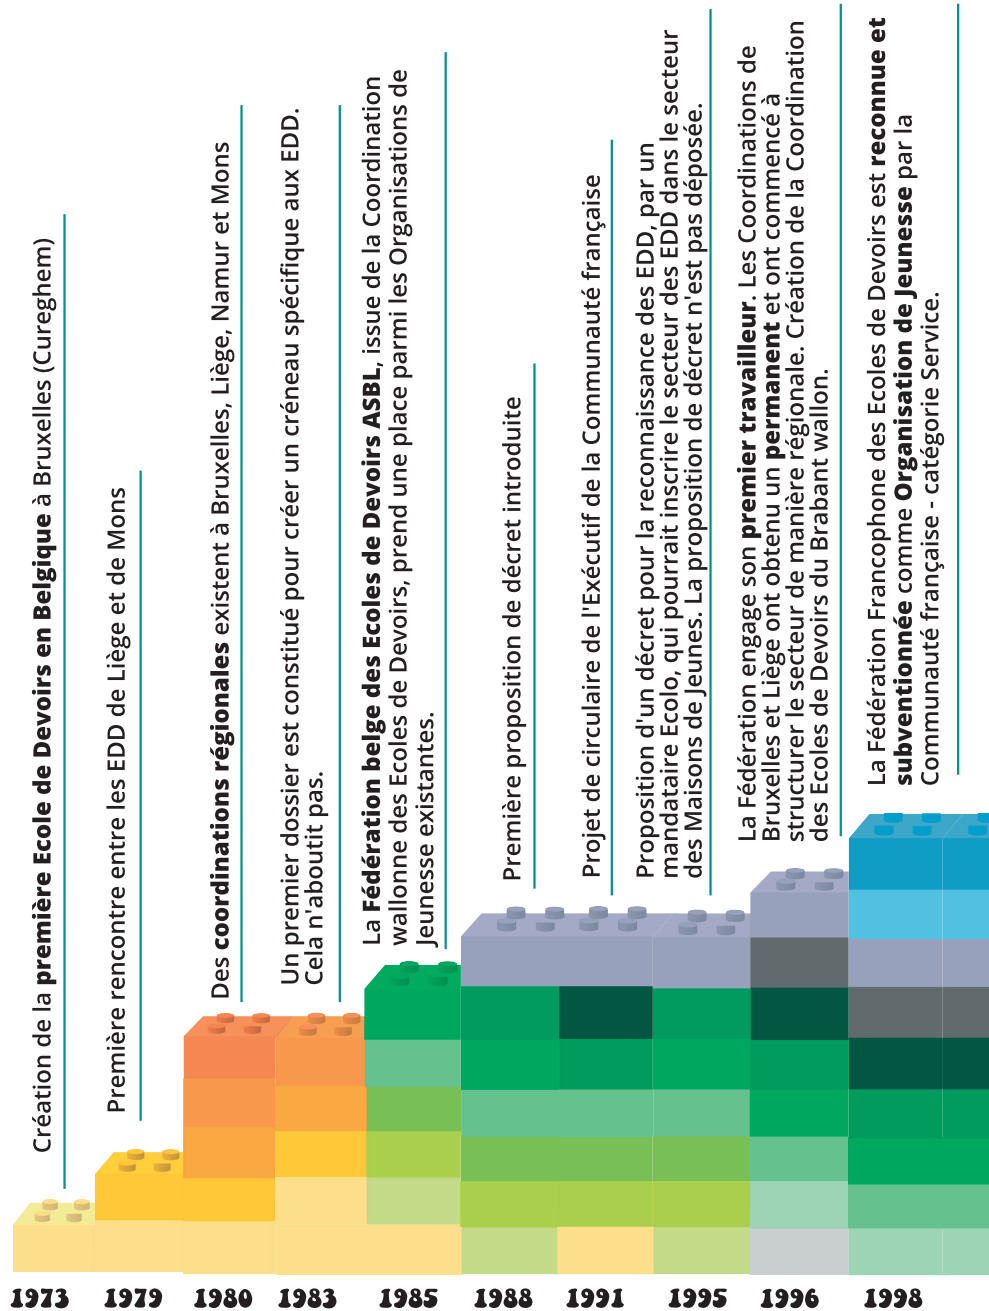 Création de la première Ecole de Devoirs en Belgique à Bruxelles (Cureghem)
Première rencontre entre les EDD de Liège et de Mons
Des coordinations régionales existent à Bruxelles, Liège, Namur et Mons
Un premier dossier est constitué pour créer un créneau spécifique aux EDD.
Cela n'aboutit pas.
La Fédération belge des Ecoles de Devoirs ASBL, issue de la Coordination
wallonne des Ecoles de Devoirs, prend une place parmi les Organisations de
Jeunesse existantes.
Première proposition de décret introduite
Projet de circulaire de l'Exécutif de la Communauté française
Proposition d'un décret pour la reconnaissance des EDD, par un
mandataire Ecolo, qui pourrait inscrire le secteur des EDD dans le secteur
des Maisons de Jeunes. La proposition de décret n'est pas déposée.
La Fédération engage son premier travailleur. Les Coordinations de
Bruxelles et Liège ont obtenu un permanent et ont commencé à
structurer le secteur de manière régionale. Création de la Coordination
des Ecoles de Devoirs du Brabant wallon.
La Fédération Francophone des Ecoles de Devoirs est reconnue et
subventionnée comme Organisation de Jeunesse par la
Communauté française - catégorie Service.
1973 1979 1980 1983 1985 1988 1991 1995 1996 1998